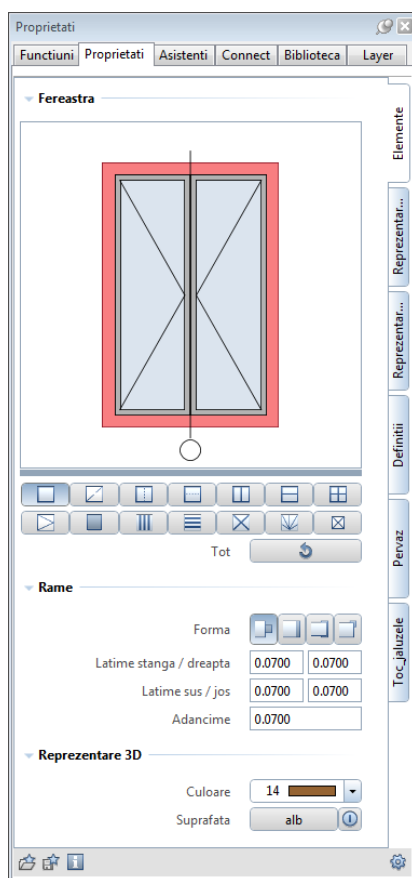 Proprietati
Functiuni Proprietati Asistenti Connect Biblioteca Layer
Fereastra
Tot
Rame
Forma
Latime stanga / dreapta 0.0700 0.0700
Latime sus / jos 0.0700 0.0700
Adancime 0.0700
Reprezentare 3D
Culoare 14
Suprafata alb
Elemente
Reprezentar...
Reprezentar...
Definitii
Pervaz
Toc_jaluzele